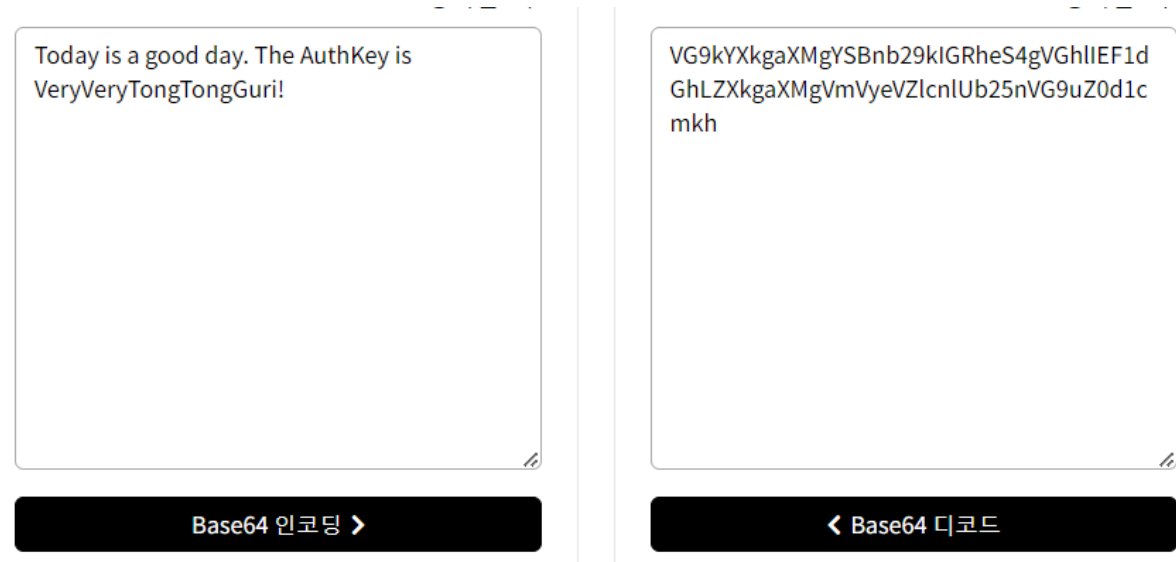 Today is a good day. The AuthKey is
VeryVeryTongTongGuri!
VG9kYXkgaXMgYSBnb29kIGRheS4gVGhlIEF1d
GhLZXkgaXMgVmVyeVZlcnlUb25nVG9uZ0d1c
mkh
Base64 인코딩
Base64 디코드